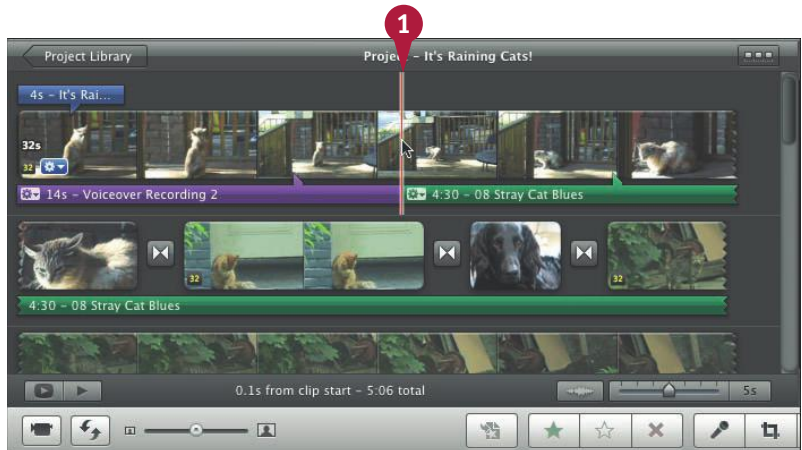 1
Project Library
Project - It's Raining Cats!
4s - It's Rai...
32s
32
14s - Voiceover Recording 2
4:30 - 08 Stray Cat Blues
32
32
4:30 - 08 Stray Cat Blues
0.1s from clip start - 5:06 total
5s